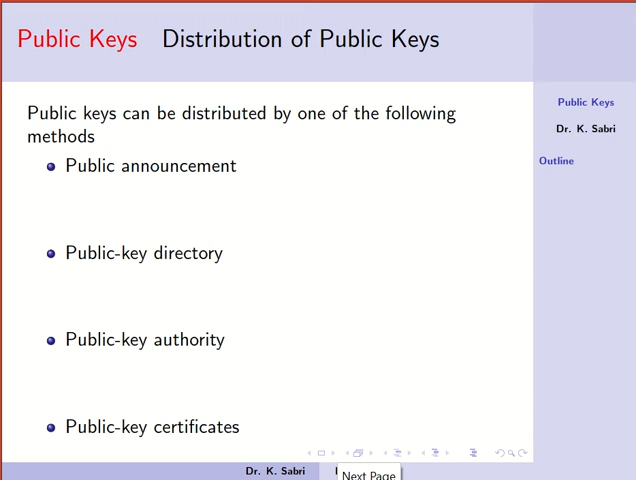 Public Keys Distribution of Public Keys
Public keys can be distributed by one of the following
methods
Public announcement
Public-key directory
Public-key authority
Public-key certificates
Public Keys
Dr. K. Sabri
Outline
Dr. K. Sabri
Next Page